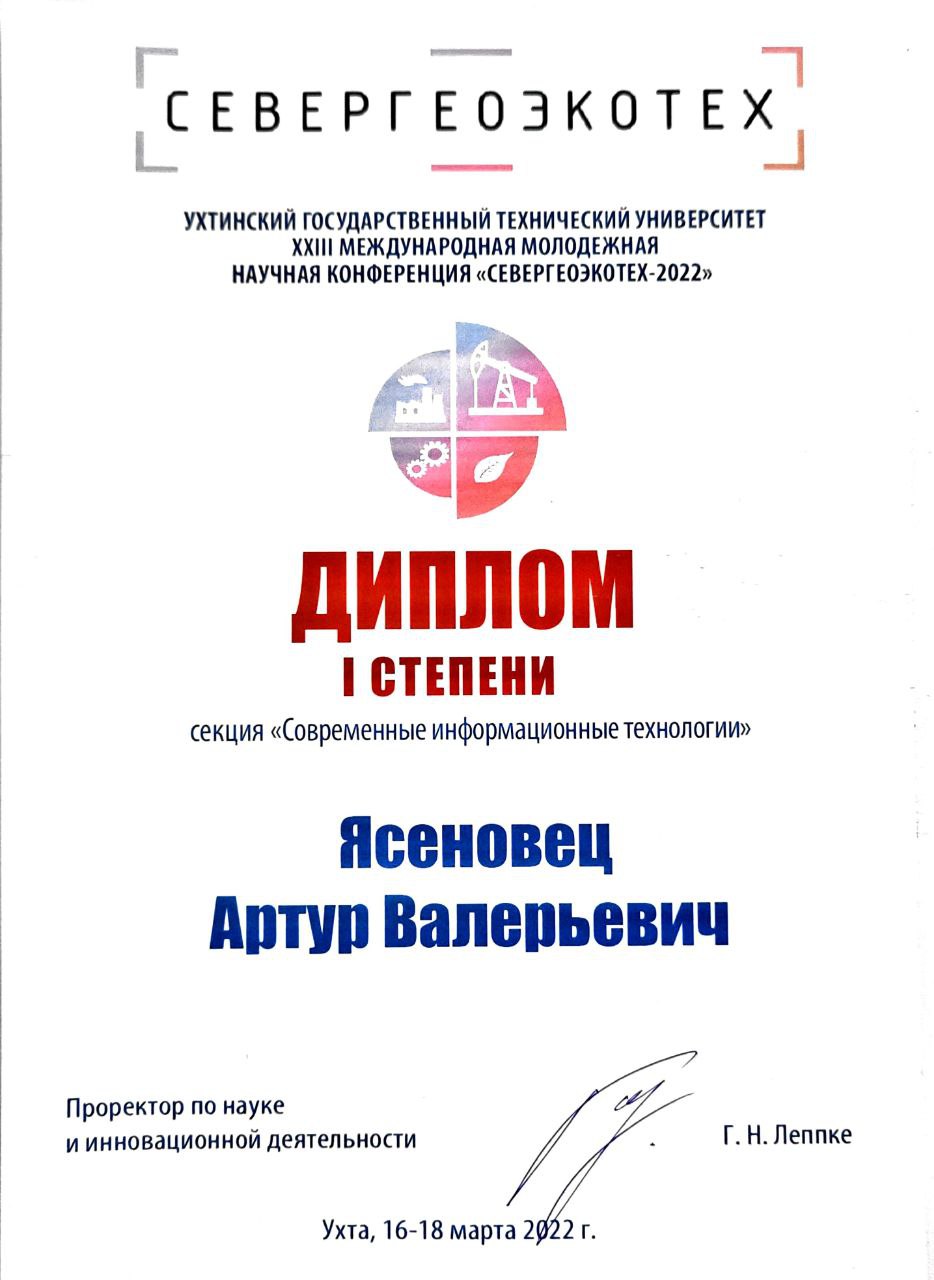 СЕВЕРГЕОЭКОТЕХ
УХТИНСКИЙ ГОСУДАРСТВЕННЫЙ ТЕХНИЧЕСКИЙ УНИВЕРСИТЕТ
XXIII МЕЖДУНАРОДНАЯ МОЛОДЕЖНАЯ
НАУЧНАЯ КОНФЕРЕНЦИЯ «СЕВЕРГЕОЭКОТЕХ-2022»
ДИПЛОМ
I СТЕПЕНИ
секция «Современные информационные технологии»
Ясеновец
Артур Валерьевич
Проректор по науке
и инновационной деятельности
Г. Н. Леппке
Ухта, 16-18 марта 2022 г.